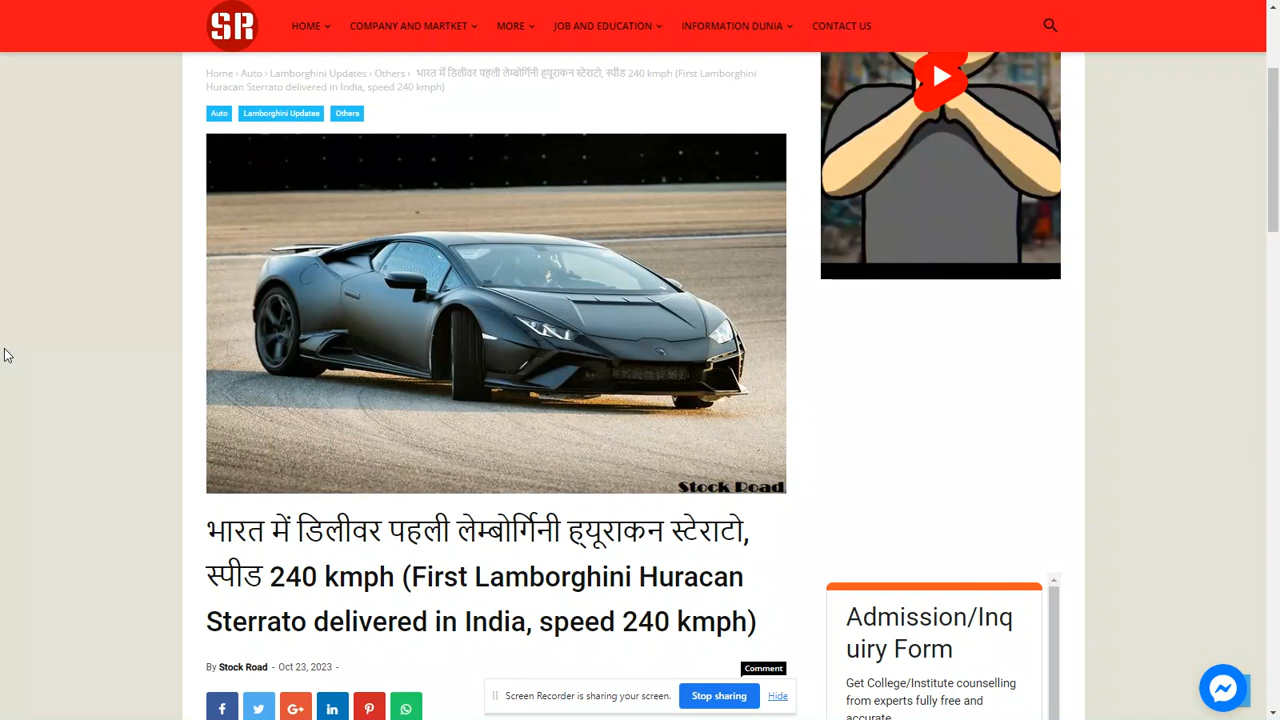 SR
HOME COMPANY AND MARTKET MORE JOB AND EDUCATION INFORMATION DUNIA CONTACT US
Home › Auto › Lamborghini Updates › Others › भारत में डिलीवर पहली लेम्बोर्गिनी ह्यूराकन स्टेराटो, स्पीड 240 kmph (First Lamborghini
Huracan Sterrato delivered in India, speed 240 kmph)
Auto Lamborghini Updates Others
Stock Road
भारत में डिलीवर पहली लेम्बोर्गिनी ह्यूराकन स्टेराटो,
स्पीड 240 kmph (First Lamborghini Huracan
Sterrato delivered in India, speed 240 kmph)
By Stock Road - Oct 23, 2023 -
Comment
Admission/Inq
uiry Form
Get College/Institute counselling
from experts fully free and
accurate
Screen Recorder is sharing your screen. Stop sharing Hide